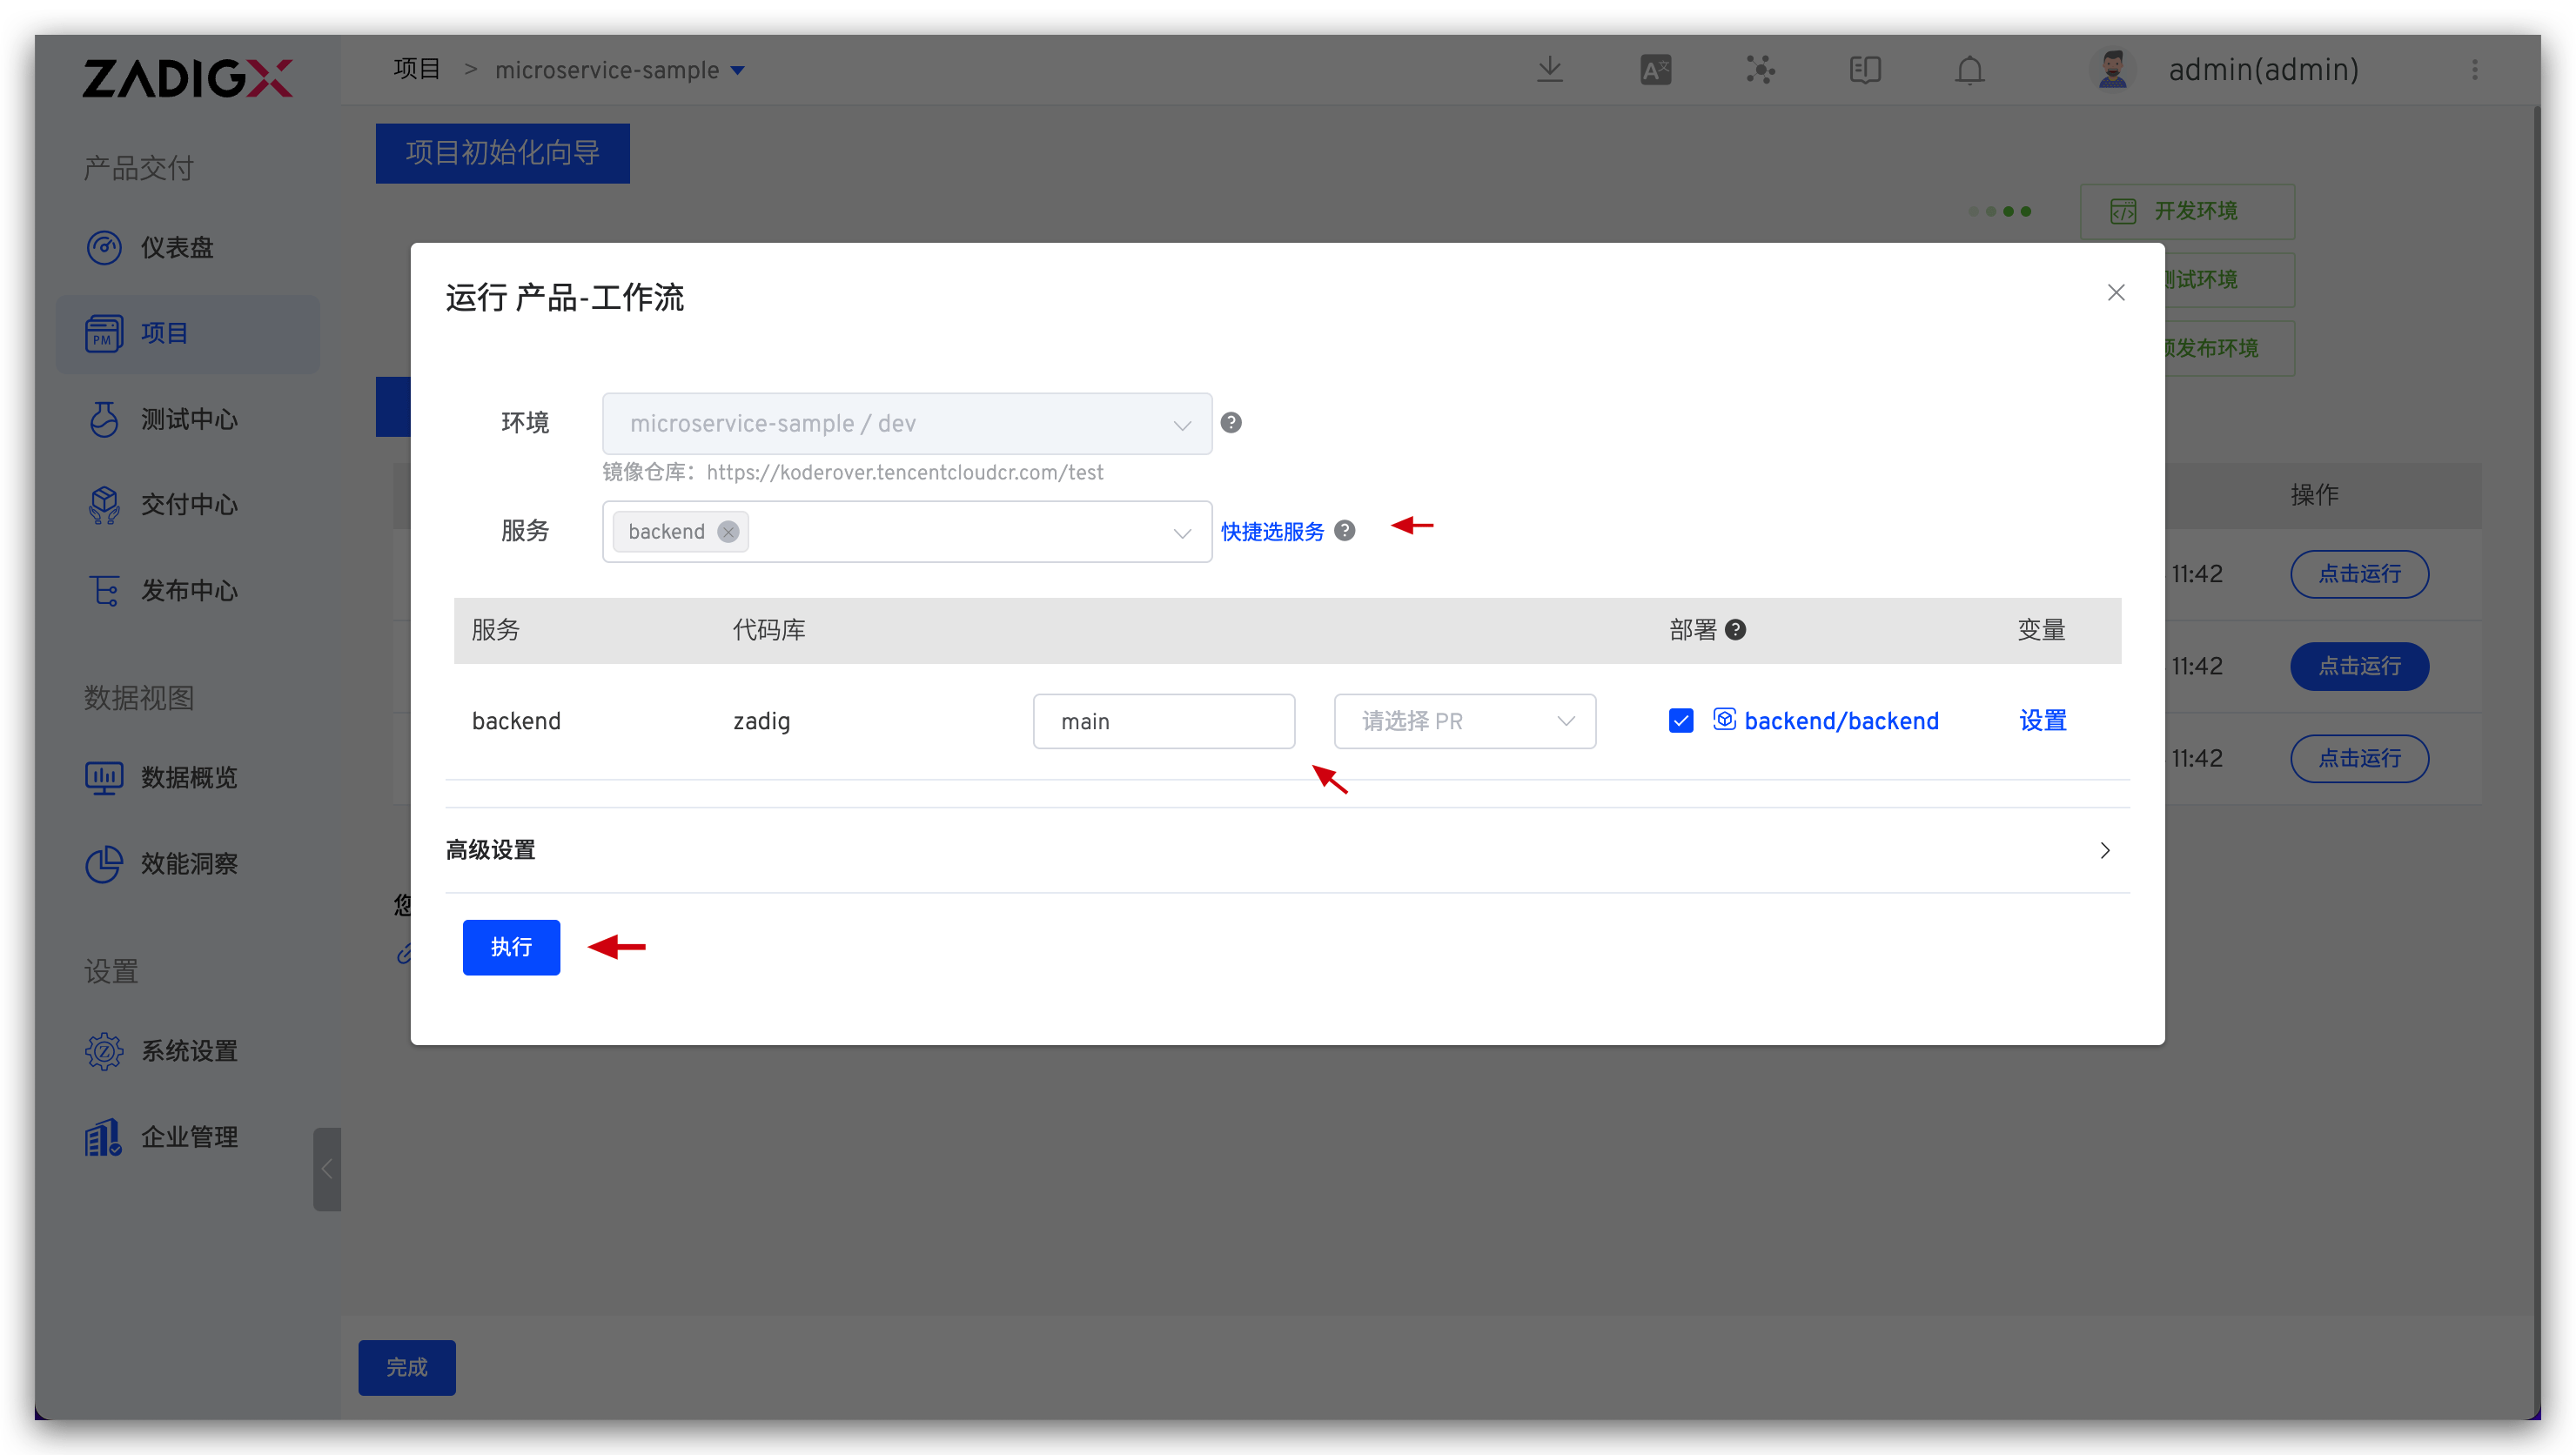 ZADIGX
项目 > microservice-sample
admin(admin)
产品交付
仪表盘
项目
PM
测试中心
交付中心
发布中心
数据视图
数据概览
效能洞察
设置
系统设置
企业管理
项目初始化向导
开发环境
测试环境
预发布环境
运行 产品-工作流
环境
microservice-sample / dev
镜像仓库：https://koderover.tencentcloudcr.com/test
服务
backend
快捷选服务
服务 代码库 部署 变量
backend zadig main 请选择 PR backend/backend 设置
高级设置
执行
操作
11:42 点击运行
11:42 点击运行
11:42 点击运行
您
完成